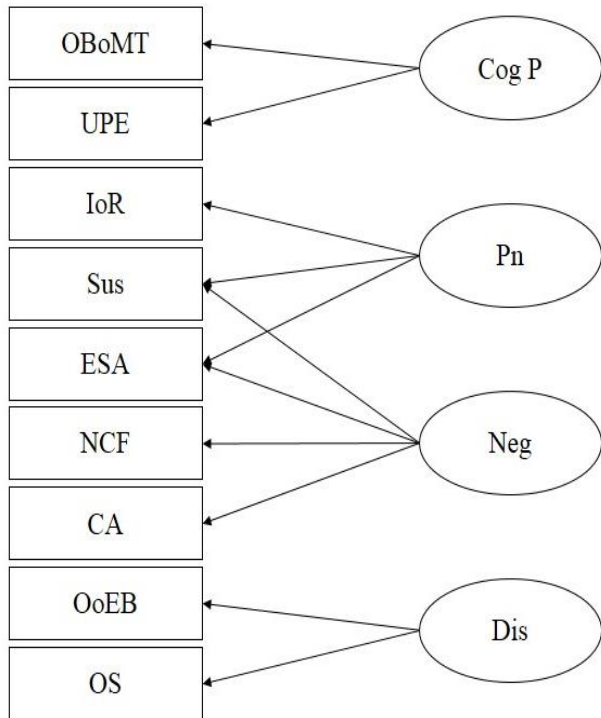 OBoMT
Cog P
UPE
IoR
Pn
Sus
ESA
NCF
Neg
CA
OoEB
Dis
OS